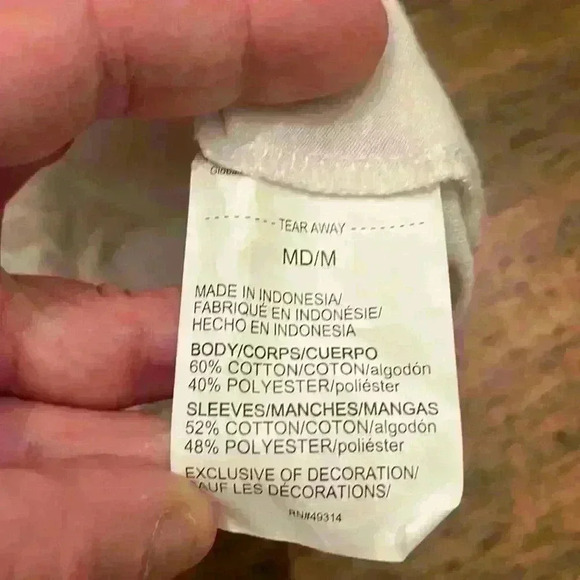 TEAR AWAY
MD/M
MADE IN INDONESIA/
FABRIQUÉ EN INDONÉSIE/
HECHO EN INDONESIA
BODY/CORPS/CUERPO
60% COTTON/COTON/algodón
40% POLYESTER/poliéster
SLEEVES/MANCHES/MANGAS
52% COTTON/COTON/algodón
48% POLYESTER/poliéster
EXCLUSIVE OF DECORATION/
AUF LES DÉCORATIONS/
RN#49314